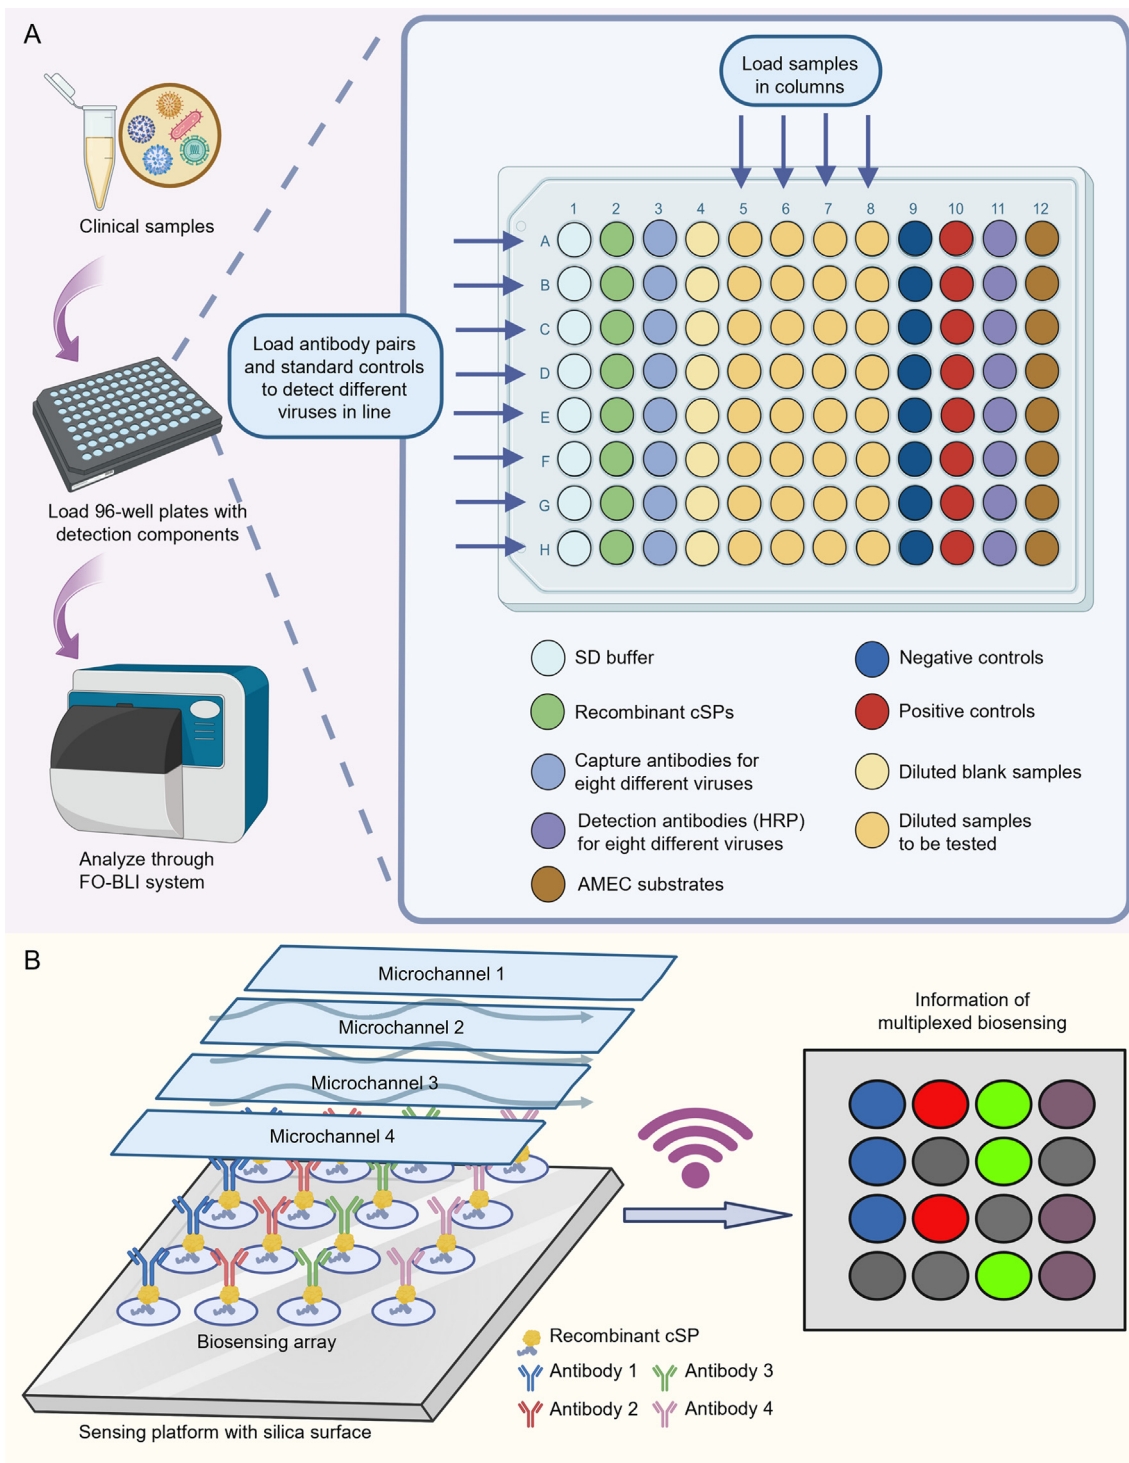 A
Clinical samples
Load 96-well plates with
detection components
Analyze through
FO-BLI system
Load antibody pairs
and standard controls
to detect different
viruses in line
Load samples
in columns
1 2 3 4 5 6 7 8 9 10 11 12
A
B
C
D
E
F
G
H
SD buffer
Recombinant cSPs
Capture antibodies for
eight different viruses
Detection antibodies (HRP)
for eight different viruses
AMEC substrates
Negative controls
Positive controls
Diluted blank samples
Diluted samples
to be tested
B
Microchannel 1
Microchannel 2
Microchannel 3
Microchannel 4
Biosensing array
Sensing platform with silica surface
Recombinant cSP
Antibody 1
Antibody 3
Antibody 2
Antibody 4
Information of
multiplexed biosensing